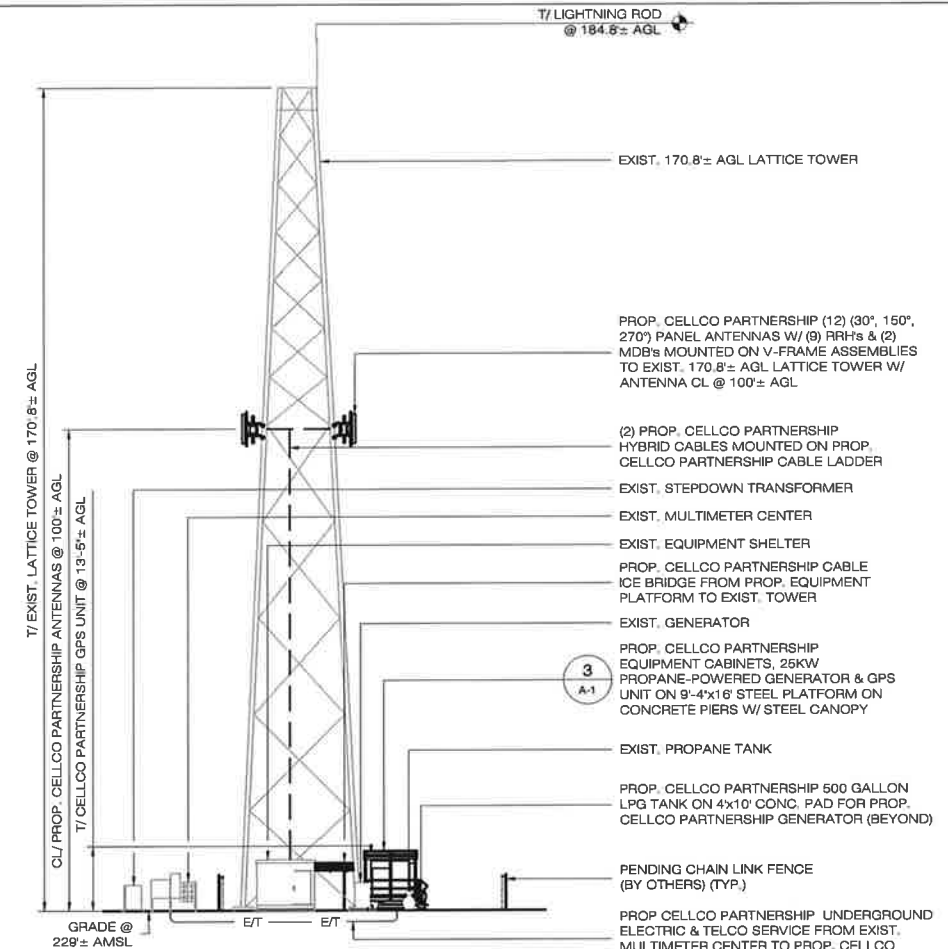 T/ LIGHTNING ROD
@ 184.8'± AGL
EXIST. 170.8'± AGL LATTICE TOWER
PROP. CELLCO PARTNERSHIP (12) (30°, 150°,
270°) PANEL ANTENNAS W/ (9) RRH's & (2)
MDB's MOUNTED ON V-FRAME ASSEMBLIES
TO EXIST. 170.8'± AGL LATTICE TOWER W/
ANTENNA CL @ 100'± AGL
(2) PROP. CELLCO PARTNERSHIP
HYBRID CABLES MOUNTED ON PROP.
CELLCO PARTNERSHIP CABLE LADDER
EXIST. STEPDOWN TRANSFORMER
EXIST. MULTIMETER CENTER
EXIST. EQUIPMENT SHELTER
PROP. CELLCO PARTNERSHIP CABLE
ICE BRIDGE FROM PROP. EQUIPMENT
PLATFORM TO EXIST. TOWER
EXIST. GENERATOR
PROP. CELLCO PARTNERSHIP
EQUIPMENT CABINETS, 25KW
PROPANE-POWERED GENERATOR & GPS
UNIT ON 9'-4"x16' STEEL PLATFORM ON
CONCRETE PIERS W/ STEEL CANOPY
3
A-1
EXIST. PROPANE TANK
PROP. CELLCO PARTNERSHIP 500 GALLON
LPG TANK ON 4'x10' CONC. PAD FOR PROP.
CELLCO PARTNERSHIP GENERATOR (BEYOND)
PENDING CHAIN LINK FENCE
(BY OTHERS) (TYP.)
PROP CELLCO PARTNERSHIP UNDERGROUND
ELECTRIC & TELCO SERVICE FROM EXIST.
MULTIMETER CENTER TO PROP. CELLCO
T/ EXIST. LATTICE TOWER @ 170.8'± AGL
CL/ PROP. CELLCO PARTNERSHIP ANTENNAS @ 100'± AGL
T/ CELLCO PARTNERSHIP GPS UNIT @ 13'-5"± AGL
E/T E/T
GRADE @
229'± AMSL